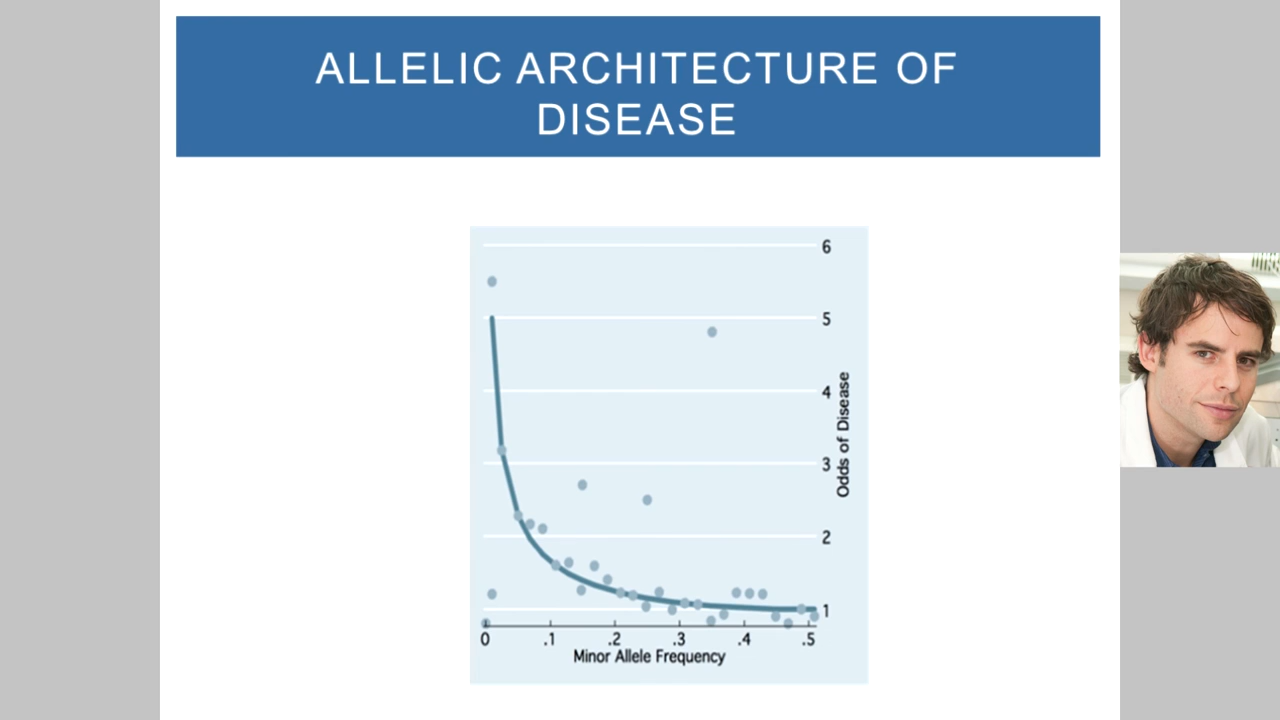 ALLELIC ARCHITECTURE OF
DISEASE
6
5
4
3
2
1
Odds of Disease
0 .1 .2 .3 .4 .5
Minor Allele Frequency